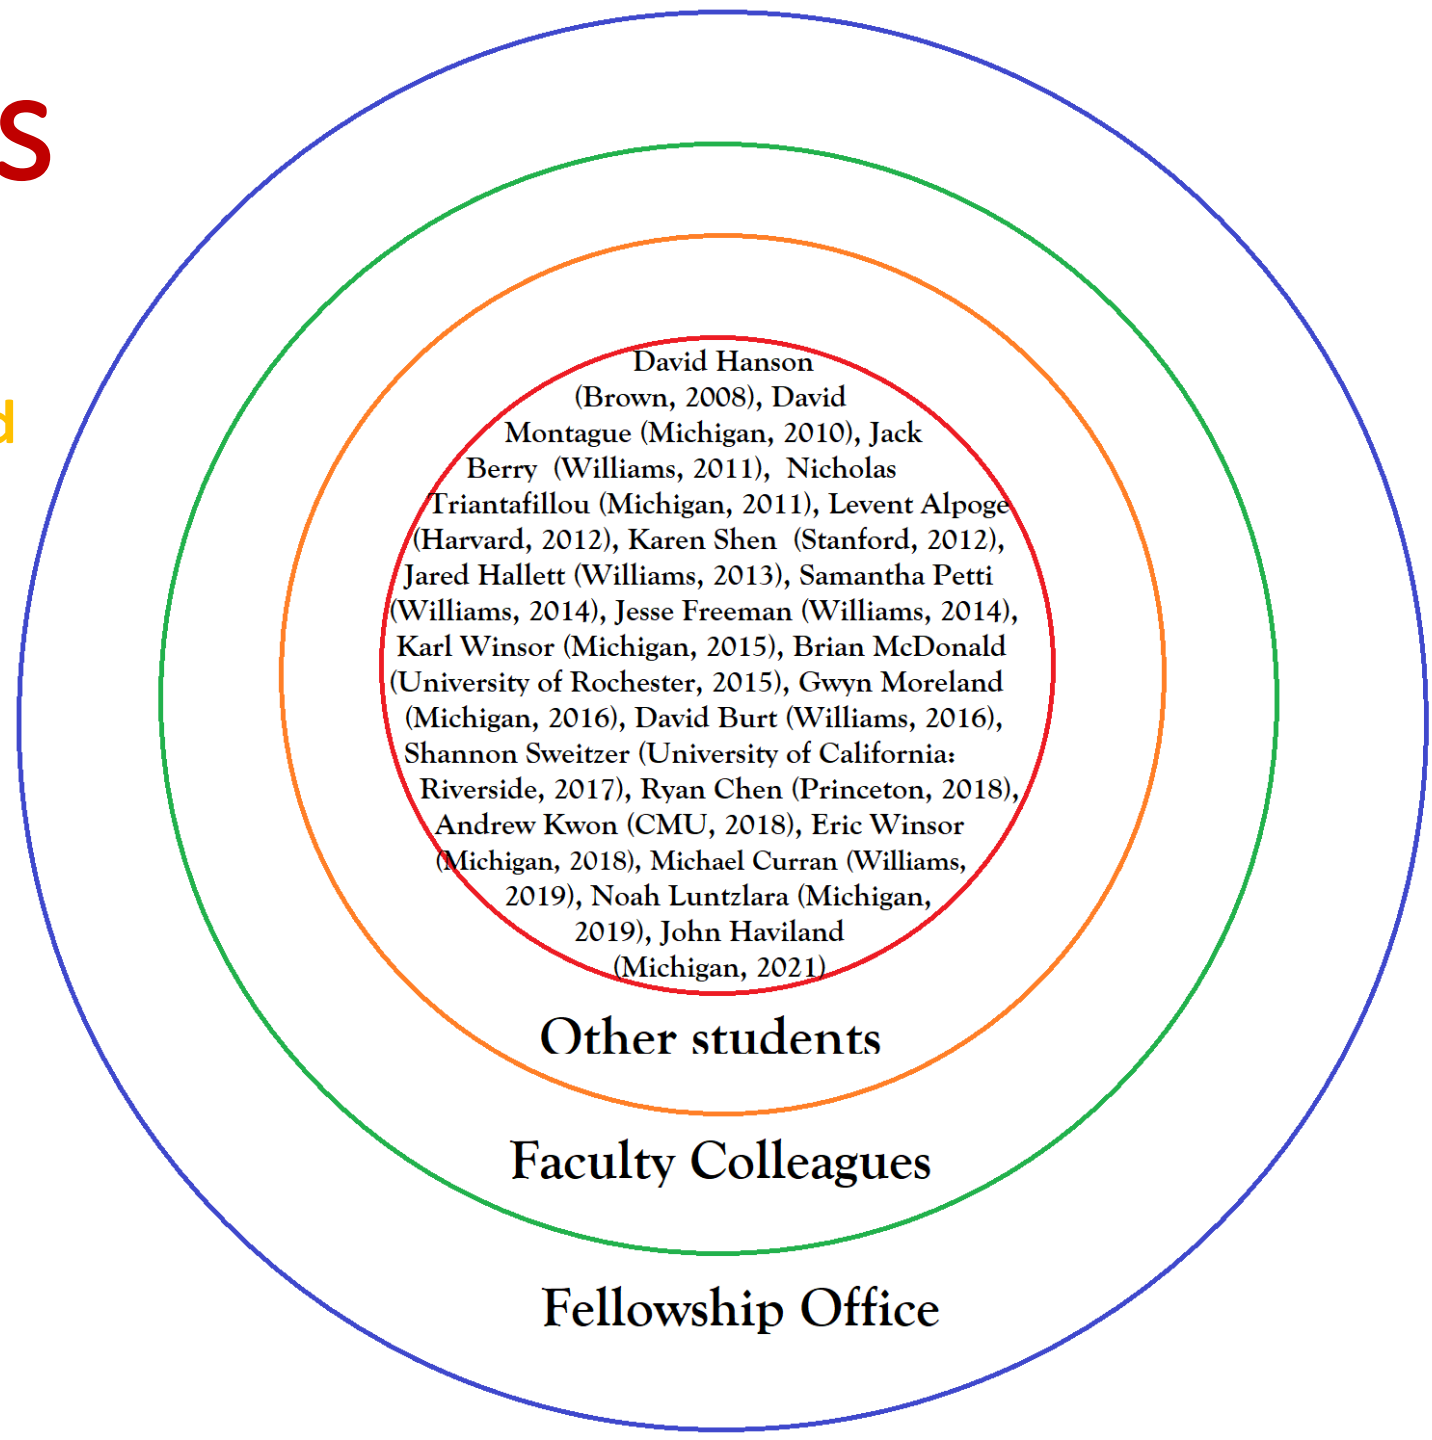 s
d
David Hanson
(Brown, 2008), David
Montague (Michigan, 2010), Jack
Berry (Williams, 2011), Nicholas
Triantafillou (Michigan, 2011), Levent Alpoge
(Harvard, 2012), Karen Shen (Stanford, 2012),
Jared Hallett (Williams, 2013), Samantha Petti
(Williams, 2014), Jesse Freeman (Williams, 2014),
Karl Winsor (Michigan, 2015), Brian McDonald
(University of Rochester, 2015), Gwyn Moreland
(Michigan, 2016), David Burt (Williams, 2016),
Shannon Sweitzer (University of California:
Riverside, 2017), Ryan Chen (Princeton, 2018),
Andrew Kwon (CMU, 2018), Eric Winsor
(Michigan, 2018), Michael Curran (Williams,
2019), Noah Luntzlara (Michigan,
2019), John Haviland
(Michigan, 2021)
Other students
Faculty Colleagues
Fellowship Office